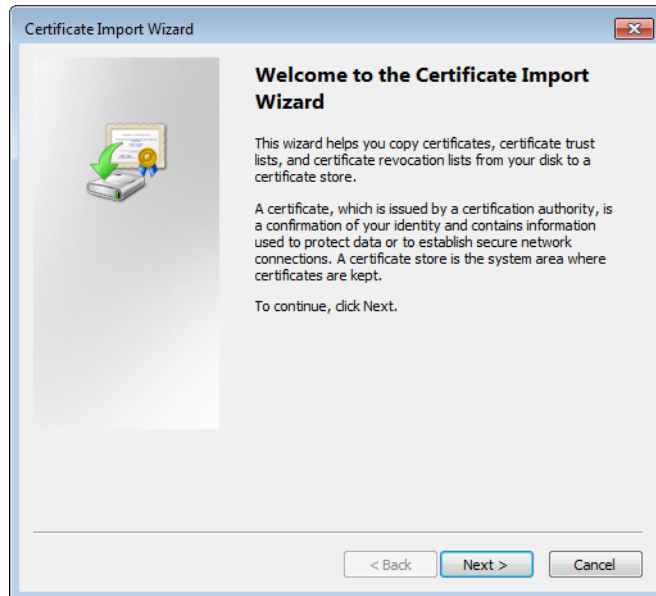 Certificate Import Wizard
Welcome to the Certificate Import
Wizard
This wizard helps you copy certificates, certificate trust
lists, and certificate revocation lists from your disk to a
certificate store.
A certificate, which is issued by a certification authority, is
a confirmation of your identity and contains information
used to protect data or to establish secure network
connections. A certificate store is the system area where
certificates are kept.
To continue, click Next.
< Back
Next >
Cancel